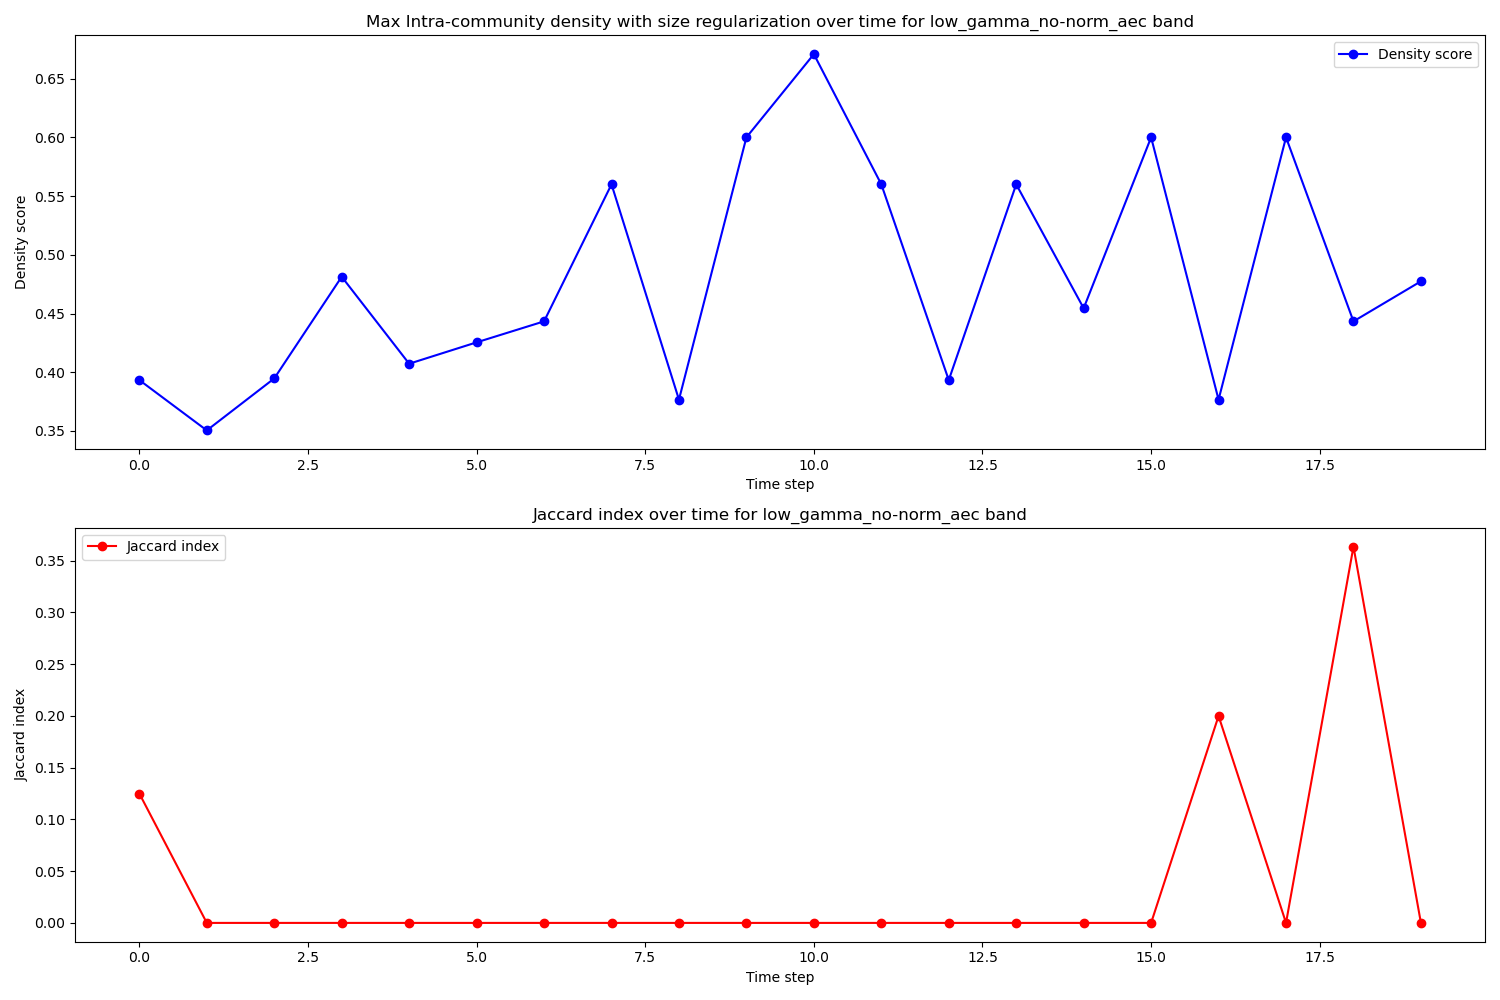 Max Intra-community density with size regularization over time for low_gamma_no-norm_aec band
Density score
0.65
0.60
0.55
0.50
0.45
0.40
0.35
Density score
0.0 2.5 5.0 7.5 10.0 12.5 15.0 17.5
Time step
Jaccard index over time for low_gamma_no-norm_aec band
Jaccard index
0.35
0.30
0.25
0.20
0.15
0.10
0.05
0.00
Jaccard index
0.0 2.5 5.0 7.5 10.0 12.5 15.0 17.5
Time step